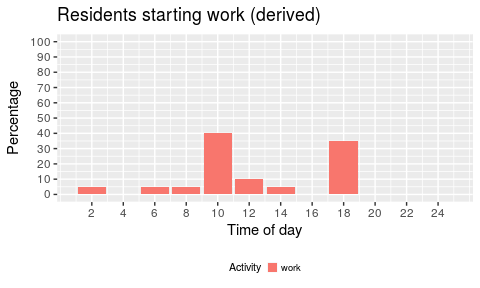 Residents starting work (derived)
100
90
80
70
60
50
40
30
20
10
0
Percentage
2 4 6 8 10 12 14 16 18 20 22 24
Time of day
Activity work